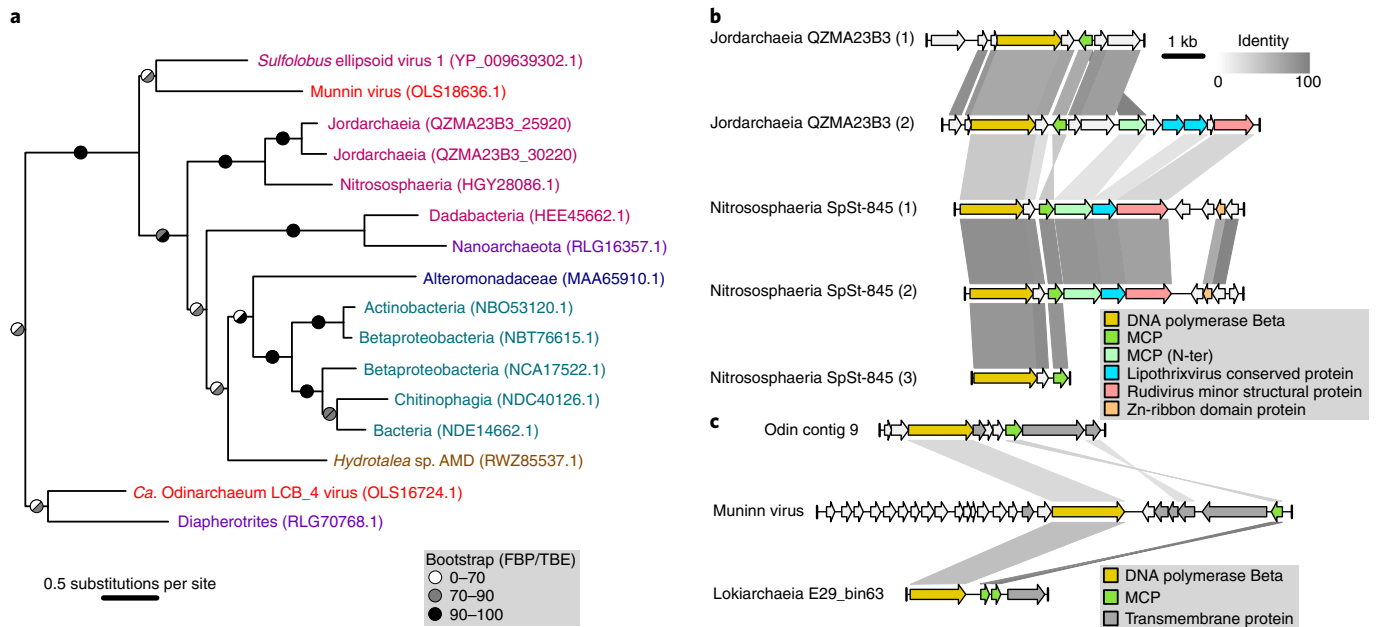 a
Sulfolobus ellipsoid virus 1 (YP_009639302.1)
Munnin virus (OLS18636.1)
Jordarchaeia (QZMA23B3_25920)
Jordarchaeia (QZMA23B3_30220)
Nitrososphaeria (HGY28086.1)
Dadabacteria (HEE45662.1)
Nanoarchaeota (RLG16357.1)
Alteromonadaceae (MAA65910.1)
Actinobacteria (NBO53120.1)
Betaproteobacteria (NBT76615.1)
Betaproteobacteria (NCA17522.1)
Chitinophagia (NDC40126.1)
Bacteria (NDE14662.1)
Hydrotalea sp. AMD (RWZ85537.1)
Ca. Odinarchaeum LCB_4 virus (OLS16724.1)
Diapherotrites (RLG70768.1)
0.5 substitutions per site
Bootstrap (FBP/TBE)
0–70
70–90
90–100
b
Jordarchaeia QZMA23B3 (1)
1 kb
Identity
0
100
Jordarchaeia QZMA23B3 (2)
Nitrososphaeria SpSt-845 (1)
Nitrososphaeria SpSt-845 (2)
Nitrososphaeria SpSt-845 (3)
DNA polymerase Beta
MCP
MCP (N-ter)
Lipothrixvirus conserved protein
Rudivirus minor structural protein
Zn-ribbon domain protein
c
Odin contig 9
Muninn virus
Lokiarchaeia E29_bin63
DNA polymerase Beta
MCP
Transmembrane protein